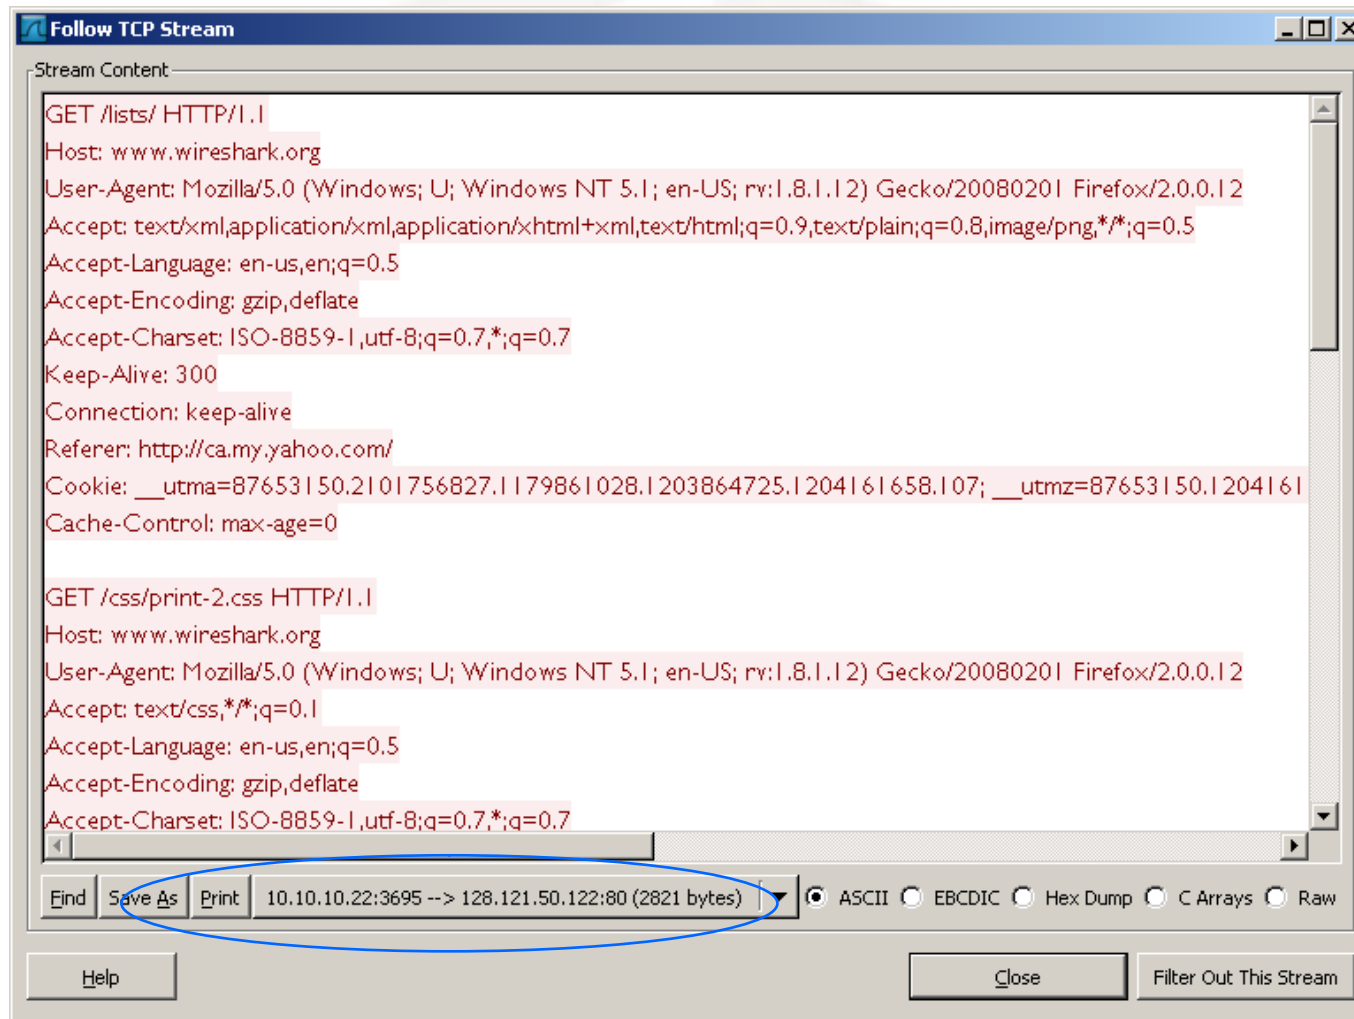 Follow TCP Stream
Stream Content
GET /lists/ HTTP/1.1
Host: www.wireshark.org
User-Agent: Mozilla/5.0 (Windows; U; Windows NT 5.1; en-US; rv:1.8.1.12) Gecko/20080201 Firefox/2.0.0.12
Accept: text/xml,application/xml,application/xhtml+xml,text/html;q=0.9,text/plain;q=0.8,image/png,*/*;q=0.5
Accept-Language: en-us,en;q=0.5
Accept-Encoding: gzip,deflate
Accept-Charset: ISO-8859-1,utf-8;q=0.7,*;q=0.7
Keep-Alive: 300
Connection: keep-alive
Referer: http://ca.my.yahoo.com/
Cookie: __utma=87653150.2101756827.1179861028.1203864725.1204161658.107; __utmz=87653150.1204161
Cache-Control: max-age=0
GET /css/print-2.css HTTP/1.1
Host: www.wireshark.org
User-Agent: Mozilla/5.0 (Windows; U; Windows NT 5.1; en-US; rv:1.8.1.12) Gecko/20080201 Firefox/2.0.0.12
Accept: text/css,*/*;q=0.1
Accept-Language: en-us,en;q=0.5
Accept-Encoding: gzip,deflate
Accept-Charset: ISO-8859-1,utf-8;q=0.7,*;q=0.7
Find Save As Print 10.10.10.22:3695 --> 128.121.50.122:80 (2821 bytes) ASCII EBCDIC Hex Dump C Arrays Raw
Help Close Filter Out This Stream